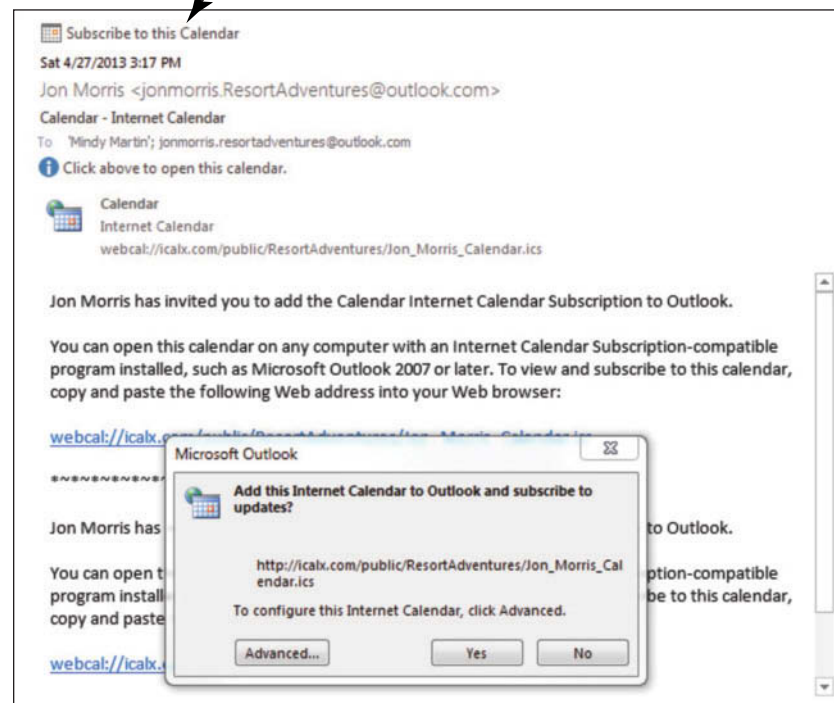 Subscribe to this Calendar
Sat 4/27/2013 3:17 PM
Jon Morris <jonmorris.ResortAdventures@outlook.com>
Calendar - Internet Calendar
To 'Mindy Martin'; jonmorris.resortadventures@outlook.com
Click above to open this calendar.
Calendar
Internet Calendar
webcal://icalx.com/public/ResortAdventures/Jon_Morris_Calendar.ics
Jon Morris has invited you to add the Calendar Internet Calendar Subscription to Outlook.
You can open this calendar on any computer with an Internet Calendar Subscription-compatible
program installed, such as Microsoft Outlook 2007 or later. To view and subscribe to this calendar,
copy and paste the following Web address into your Web browser:
webcal://icalx.com/public/ResortAdventures/Jon_Morris_Calendar.ics
*~*~*~*~*~*~*
Microsoft Outlook
Add this Internet Calendar to Outlook and subscribe to
updates?
http://icalx.com/public/ResortAdventures/Jon_Morris_Cal
endar.ics
To configure this Internet Calendar, click Advanced.
Advanced...
Yes
No
Jon Morris has to Outlook.
You can open t ption-compatible
program install be to this calendar,
copy and paste
webcal://icalx.